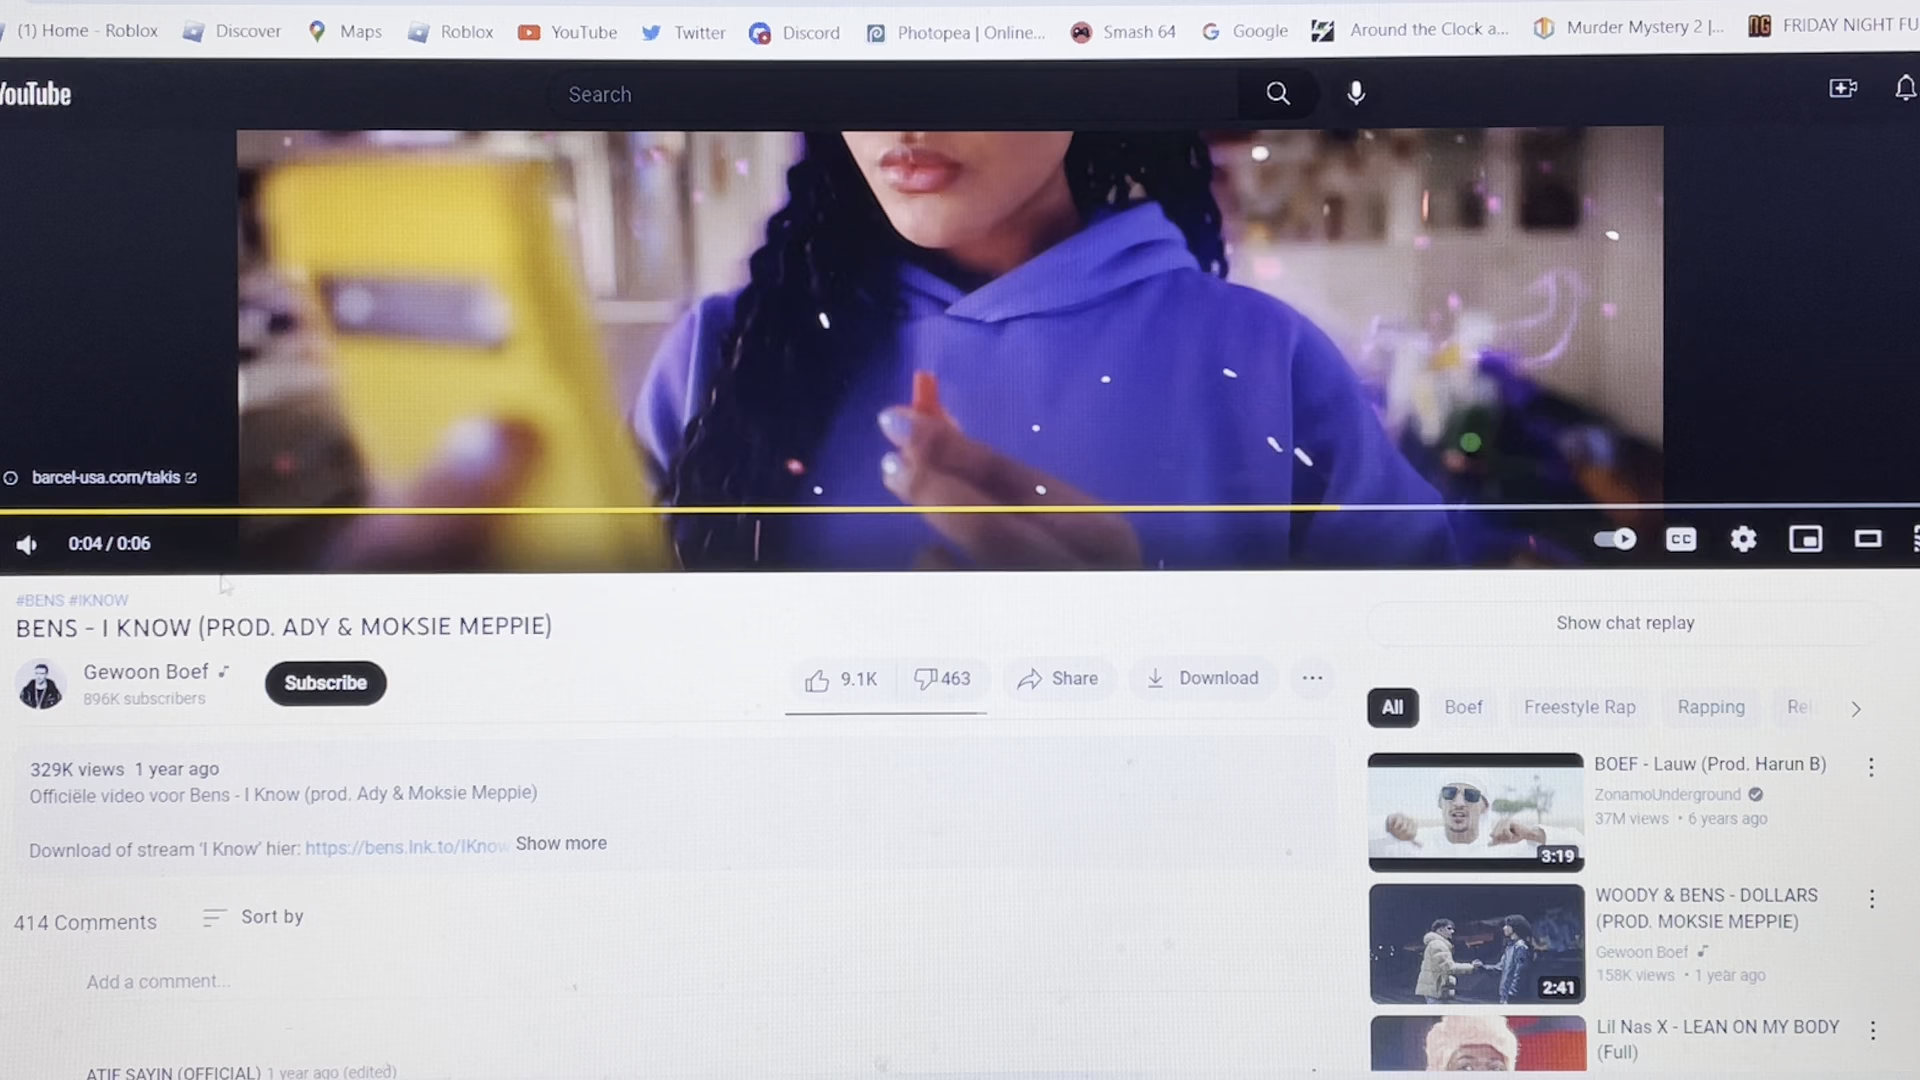 (1) Home - Roblox Discover Maps Roblox YouTube Twitter Discord Photopea | Online... Smash 64 Google Around the Clock a... Murder Mystery 2 |... FRIDAY NIGHT FU
YouTube Search
barcel-usa.com/takis
0:04 / 0:06 CC
#BENS #IKNOW
BENS - I KNOW (PROD. ADY & MOKSIE MEPPIE)
Gewoon Boef
896K subscribers
Subscribe
9.1K 463 Share Download
329K views 1 year ago
Officiële video voor Bens - I Know (prod. Ady & Moksie Meppie)
Download of stream ‘I Know’ hier: https://bens.lnk.to/IKnow Show more
414 Comments Sort by
Add a comment...
ATIF SAYIN (OFFICIAL) 1 year ago (edited)
Show chat replay
All Boef Freestyle Rap Rapping Rel
BOEF - Lauw (Prod. Harun B)
ZonamoUnderground
37M views • 6 years ago
3:19
WOODY & BENS - DOLLARS
(PROD. MOKSIE MEPPIE)
Gewoon Boef
158K views • 1 year ago
2:41
Lil Nas X - LEAN ON MY BODY
(Full)